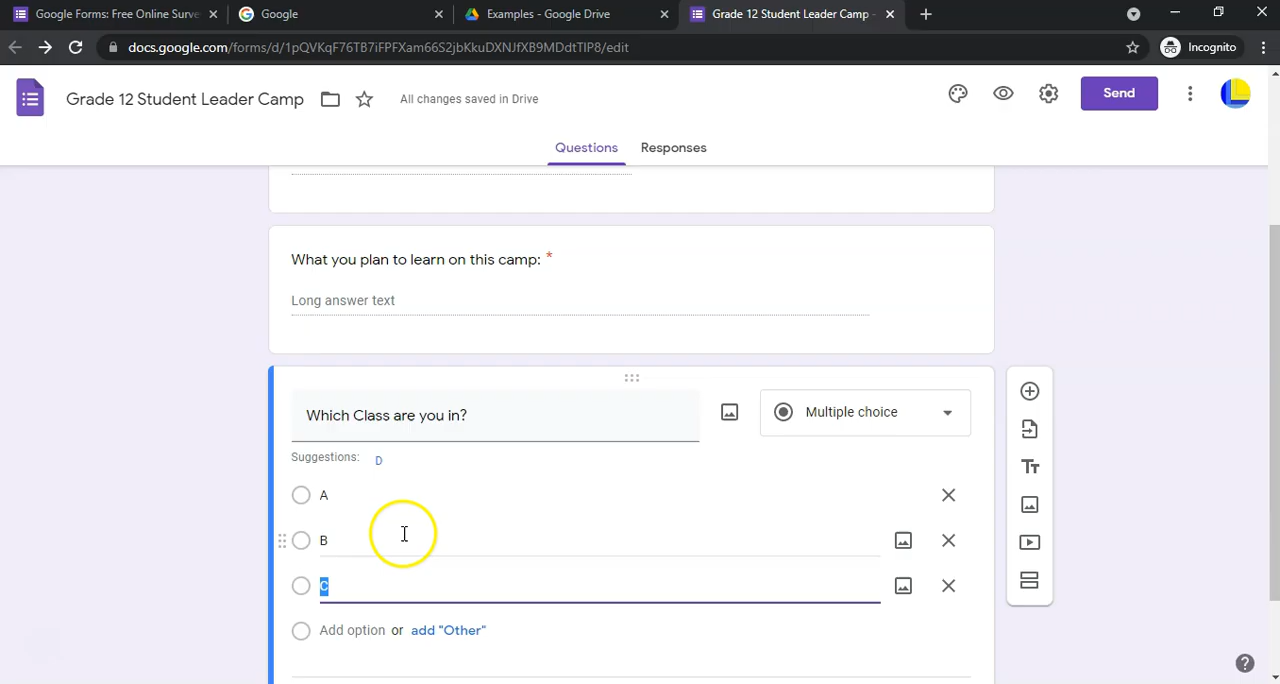 Google Forms: Free Online Surve
Google
Examples - Google Drive
Grade 12 Student Leader Camp -
docs.google.com/forms/d/1pQVKqF76TB7iFPFXam66S2jbKkuDXNJfXB9MDdtTIP8/edit
Incognito
Grade 12 Student Leader Camp
All changes saved in Drive
Send
Questions
Responses
What you plan to learn on this camp: *
Long answer text
Which Class are you in?
Multiple choice
Suggestions: D
A
B
C
Add option or add "Other"